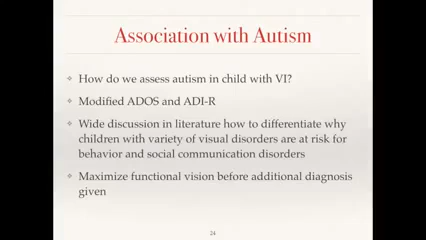 Association with Autism
How do we assess autism in child with VI?
Modified ADOS and ADI-R
Wide discussion in literature how to differentiate why
children with variety of visual disorders are at risk for
behavior and social communication disorders
Maximize functional vision before additional diagnosis
given
24